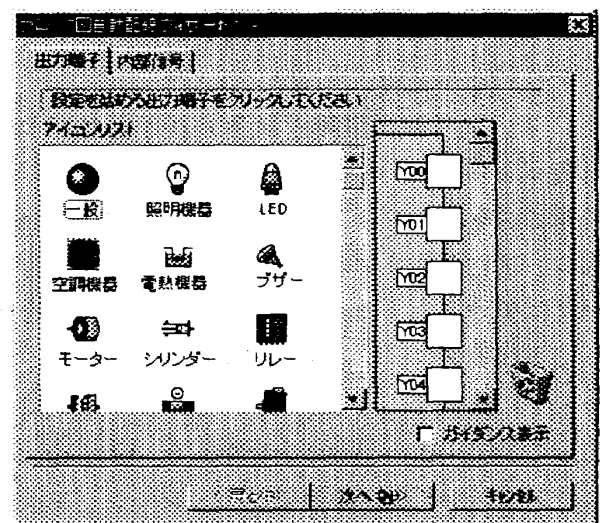 出力端子 内部信号
設定を始める出力端子をクリックしてください
アイコンリスト
一般 照明機器 LED
空調機器 電熱機器 ブザー
モーター シリンダー リレー
Y00
Y01
Y02
Y03
Y04
ガイダンス表示
次へ(N)> キャンセル